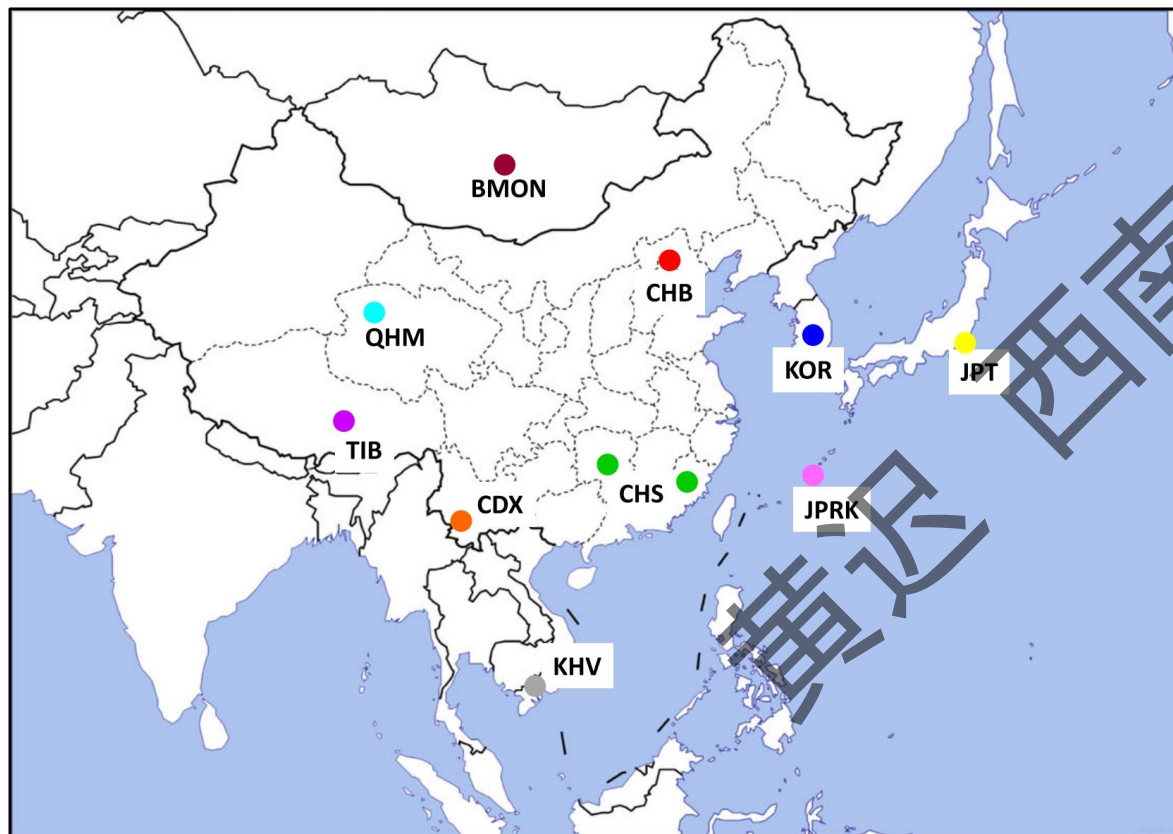 BMON
CHB
QHM
KOR
JPT
TIB
CDX
CHS
JPRK
KHV
黄迟 西南